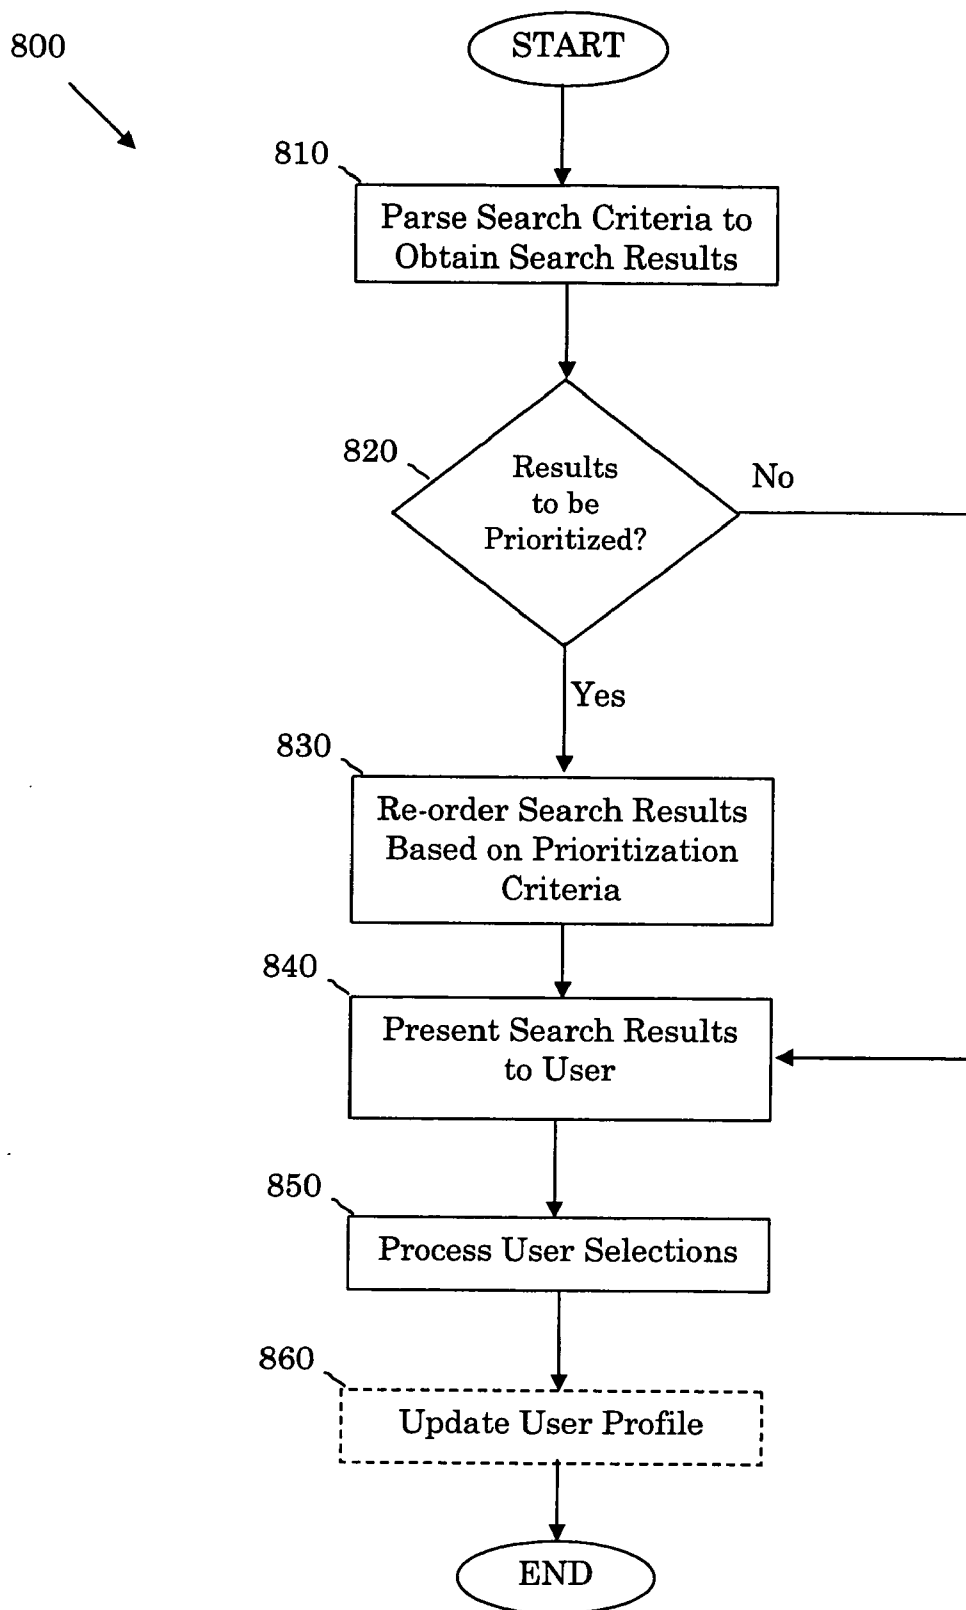 800
START
810
Parse Search Criteria to
Obtain Search Results
820
Results
to be
Prioritized?
No
Yes
830
Re-order Search Results
Based on Prioritization
Criteria
840
Present Search Results
to User
850
Process User Selections
860
Update User Profile
END